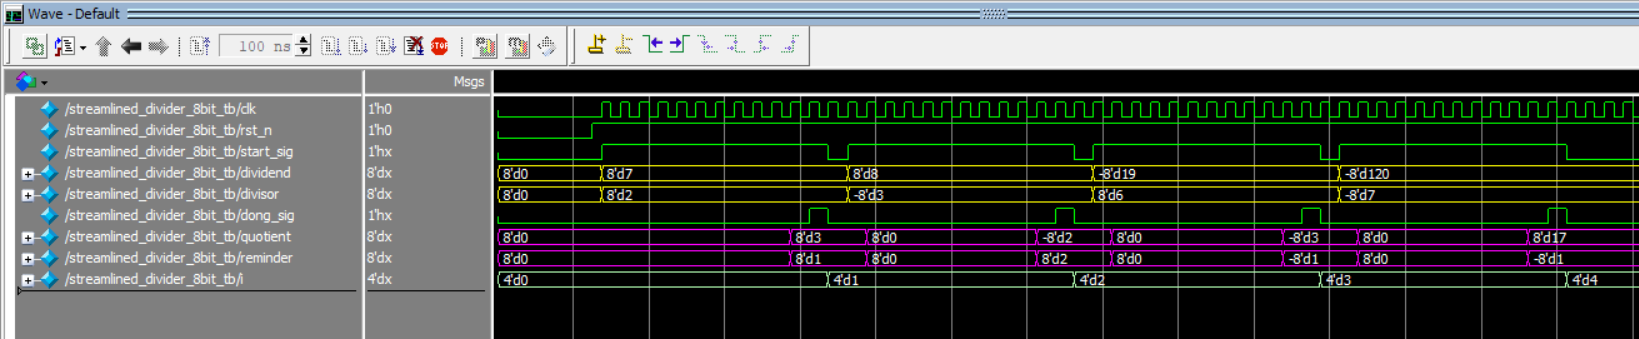 Wave - Default
100 ns STOP
Msgs
/streamlined_divider_8bit_tb/clk 1'h0
/streamlined_divider_8bit_tb/rst_n 1'h0
/streamlined_divider_8bit_tb/start_sig 1'hx
/streamlined_divider_8bit_tb/dividend 8'dx 8'd0 8'd7 8'd8 -8'd19 -8'd120
/streamlined_divider_8bit_tb/divisor 8'dx 8'd0 8'd2 -8'd3 8'd6 -8'd7
/streamlined_divider_8bit_tb/dong_sig 1'hx
/streamlined_divider_8bit_tb/quotient 8'dx 8'd0 8'd3 8'd0 -8'd2 8'd0 -8'd3 8'd0 8'd17
/streamlined_divider_8bit_tb/reminder 8'dx 8'd0 8'd1 8'd0 8'd2 8'd0 -8'd1 8'd0 -8'd1
/streamlined_divider_8bit_tb/i 4'dx 4'd0 4'd1 4'd2 4'd3 4'd4